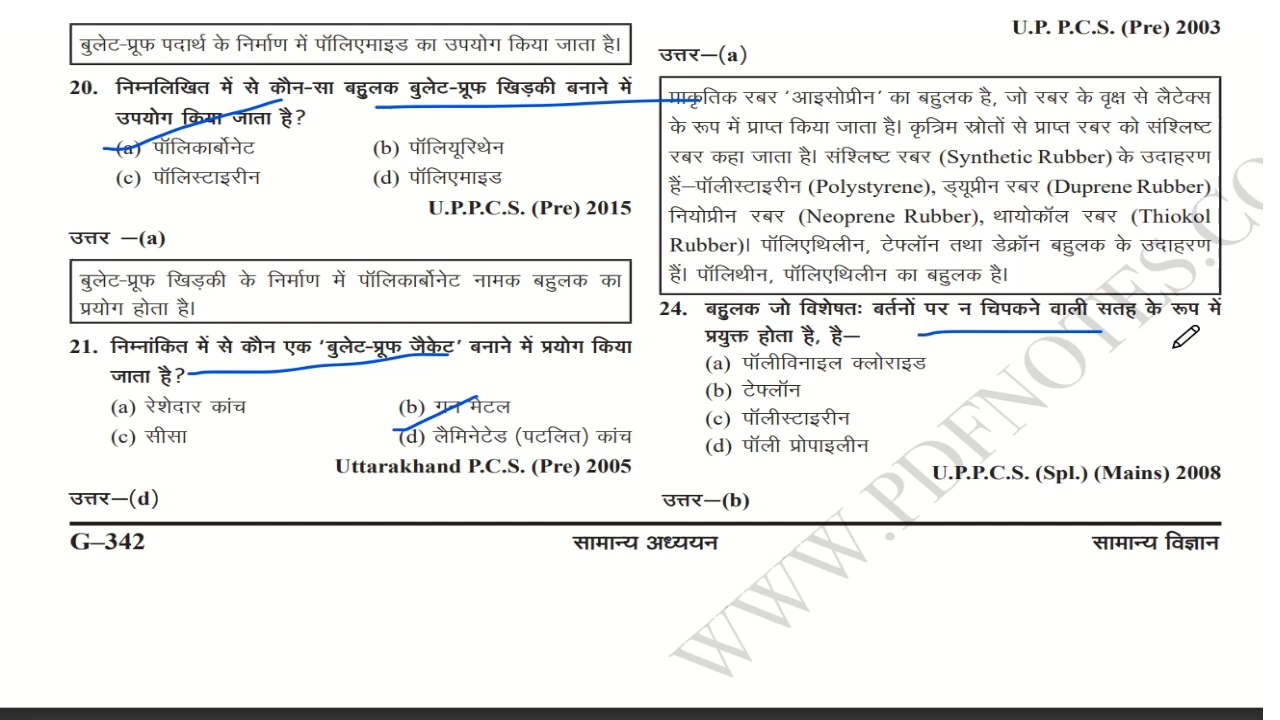 बुलेट-प्रूफ पदार्थ के निर्माण में पॉलिएमाइड का उपयोग किया जाता है।
20. निम्नलिखित में से कौन-सा बहुलक बुलेट-प्रूफ खिड़की बनाने में
उपयोग किया जाता है?
(a) पॉलिकार्बोनेट (b) पॉलियूरिथेन
(c) पॉलिस्टाइरीन (d) पॉलिएमाइड
U.P.P.C.S. (Pre) 2015
उत्तर –(a)
बुलेट-प्रूफ खिड़की के निर्माण में पॉलिकार्बोनेट नामक बहुलक का
प्रयोग होता है।
21. निम्नांकित में से कौन एक ‘बुलेट-प्रूफ जैकेट’ बनाने में प्रयोग किया
जाता है?
(a) रेशेदार कांच (b) गन मेटल
(c) सीसा (d) लैमिनेटेड (पटलित) कांच
Uttarakhand P.C.S. (Pre) 2005
उत्तर–(d)
U.P. P.C.S. (Pre) 2003
उत्तर–(a)
प्राकृतिक रबर ‘आइसोप्रीन’ का बहुलक है, जो रबर के वृक्ष से लैटेक्स
के रूप में प्राप्त किया जाता है। कृत्रिम स्रोतों से प्राप्त रबर को संश्लिष्ट
रबर कहा जाता है। संश्लिष्ट रबर (Synthetic Rubber) के उदाहरण
हैं–पॉलीस्टाइरीन (Polystyrene), ड्यूप्रीन रबर (Duprene Rubber)
नियोप्रीन रबर (Neoprene Rubber), थायोकॉल रबर (Thiokol
Rubber)। पॉलिएथिलीन, टेफ्लॉन तथा डेक्रॉन बहुलक के उदाहरण
हैं। पॉलिथीन, पॉलिएथिलीन का बहुलक है।
24. बहुलक जो विशेषतः बर्तनों पर न चिपकने वाली सतह के रूप में
प्रयुक्त होता है, है–
(a) पॉलीविनाइल क्लोराइड
(b) टेफ्लॉन
(c) पॉलीस्टाइरीन
(d) पॉली प्रोपाइलीन
U.P.P.C.S. (Spl.) (Mains) 2008
उत्तर–(b)
G–342 सामान्य अध्ययन सामान्य विज्ञान
WWW.PDFNOTES.CO